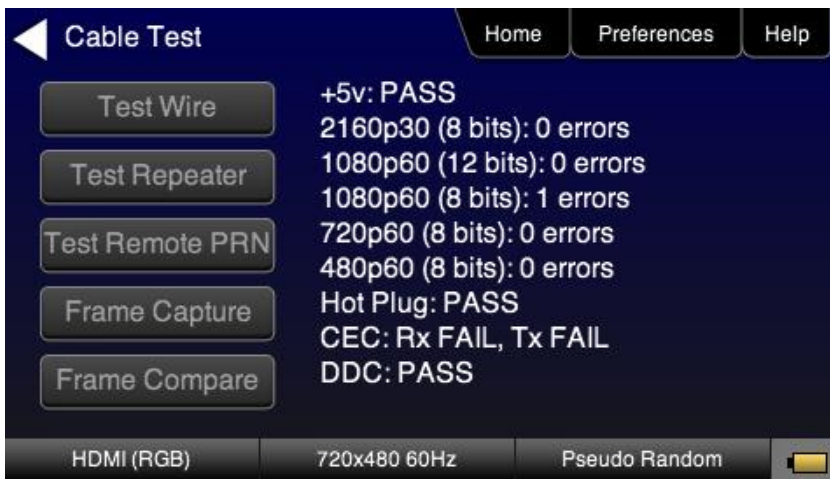 Cable Test
Home
Preferences
Help
Test Wire
Test Repeater
Test Remote PRN
Frame Capture
Frame Compare
+5v: PASS
2160p30 (8 bits): 0 errors
1080p60 (12 bits): 0 errors
1080p60 (8 bits): 1 errors
720p60 (8 bits): 0 errors
480p60 (8 bits): 0 errors
Hot Plug: PASS
CEC: Rx FAIL, Tx FAIL
DDC: PASS
HDMI (RGB)
720x480 60Hz
Pseudo Random